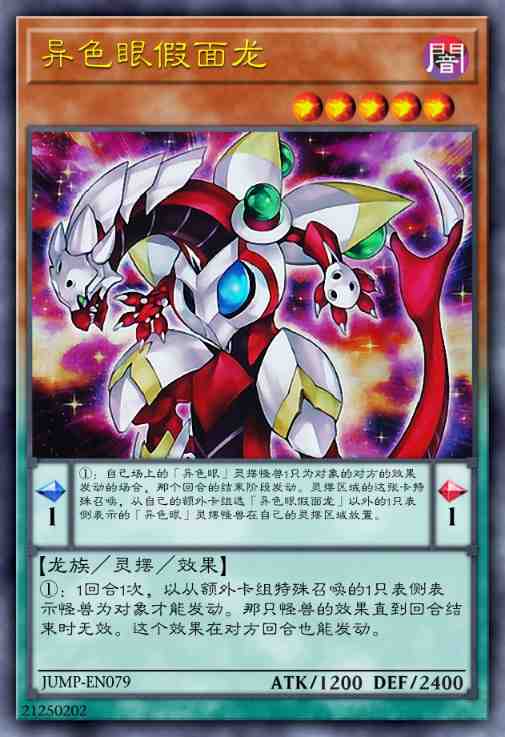 异色眼假面龙
闇
①：自己场上的「异色眼」灵摆怪兽1只为对象的对方的效果
发动的场合，那个回合的结束阶段发动。灵摆区域的这张卡特
殊召唤，从自己的额外卡组选「异色眼假面龙」以外的1只表
侧表示的「异色眼」灵摆怪兽在自己的灵摆区域放置。
1
1
【龙族／灵摆／效果】
①：1回合1次，以从额外卡组特殊召唤的1只表侧表
示怪兽为对象才能发动。那只怪兽的效果直到回合结
束时无效。这个效果在对方回合也能发动。
JUMP-EN079
ATK/1200 DEF/2400
21250202